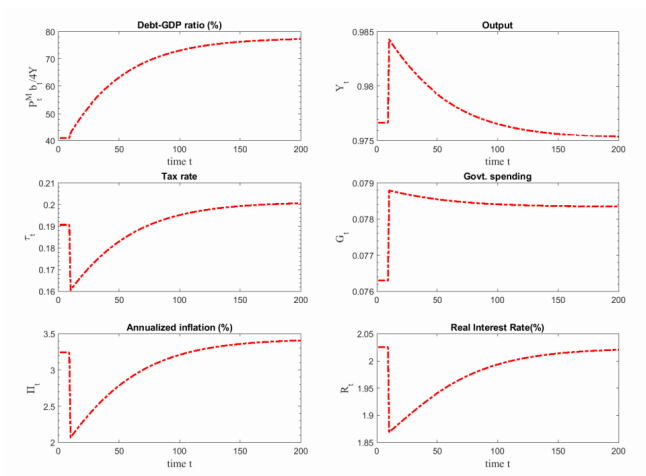 Debt-GDP ratio (%)
80
70
60
50
40
P_t^M b_t/4Y
0 50 100 150 200
time t
Output
0.985
0.98
0.975
Y_t
0 50 100 150 200
time t
Tax rate
0.21
0.2
0.19
0.18
0.17
0.16
τ_t
0 50 100 150 200
Govt. spending
0.079
0.078
0.077
0.076
G_t
0 50 100 150 200
Annualized inflation (%)
3.5
3
2.5
2
Π_t
0 50 100 150 200
time t
Real Interest Rate(%)
2.05
2
1.95
1.9
1.85
R_t
0 50 100 150 200
time t